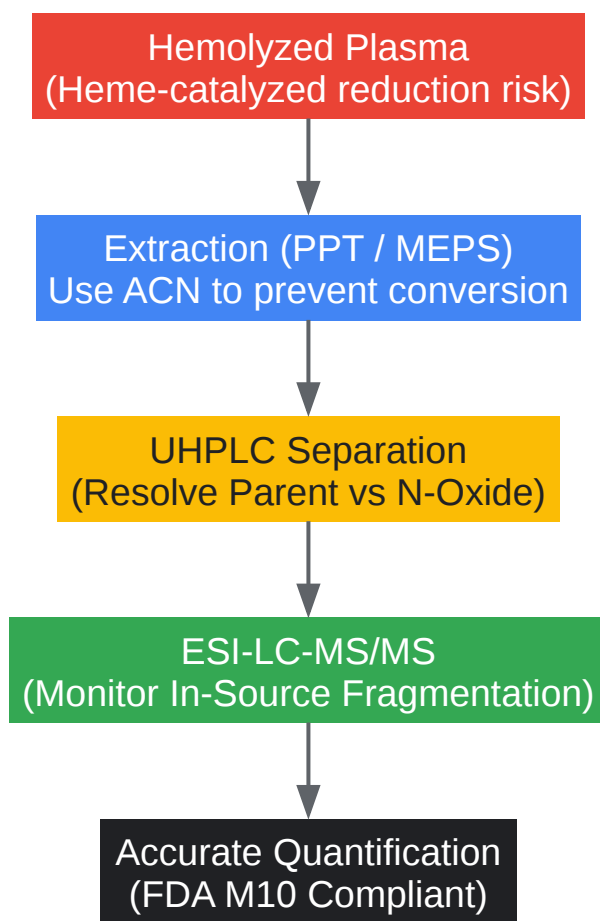 Hemolyzed Plasma
(Heme-catalyzed reduction risk)
Extraction (PPT / MEPS)
Use ACN to prevent conversion
UHPLC Separation
(Resolve Parent vs N-Oxide)
ESI-LC-MS/MS
(Monitor In-Source Fragmentation)
Accurate Quantification
(FDA M10 Compliant)